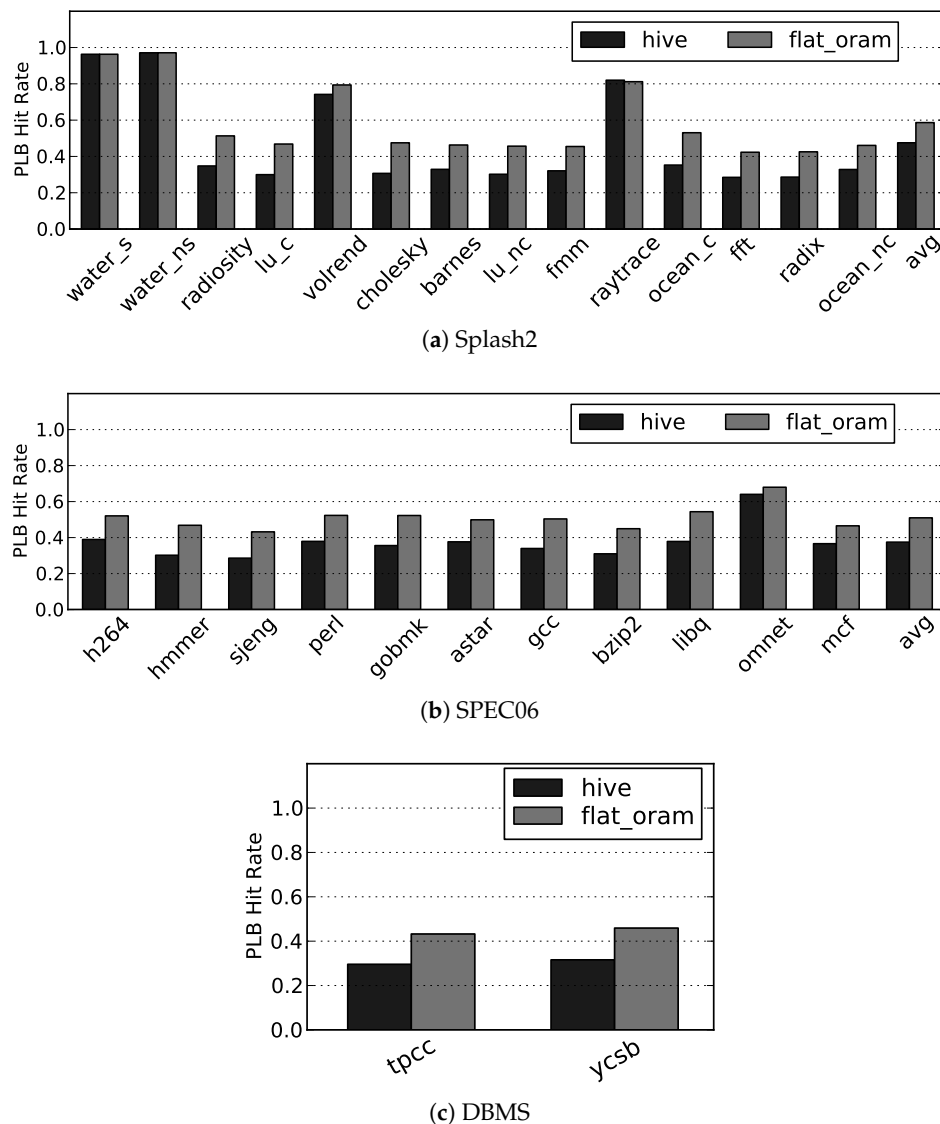 hive flat_oram
PLB Hit Rate
1.0
0.8
0.6
0.4
0.2
0.0
water_s water_ns radiosity lu_c volrend cholesky barnes lu_nc fmm raytrace ocean_c fft radix ocean_nc avg
(a) Splash2
hive flat_oram
PLB Hit Rate
1.0
0.8
0.6
0.4
0.2
0.0
h264 hmmer sjeng perl gobmk astar gcc bzip2 libq omnet mcf avg
(b) SPEC06
hive
flat_oram
PLB Hit Rate
1.0
0.8
0.6
0.4
0.2
0.0
tpcc ycsb
(c) DBMS